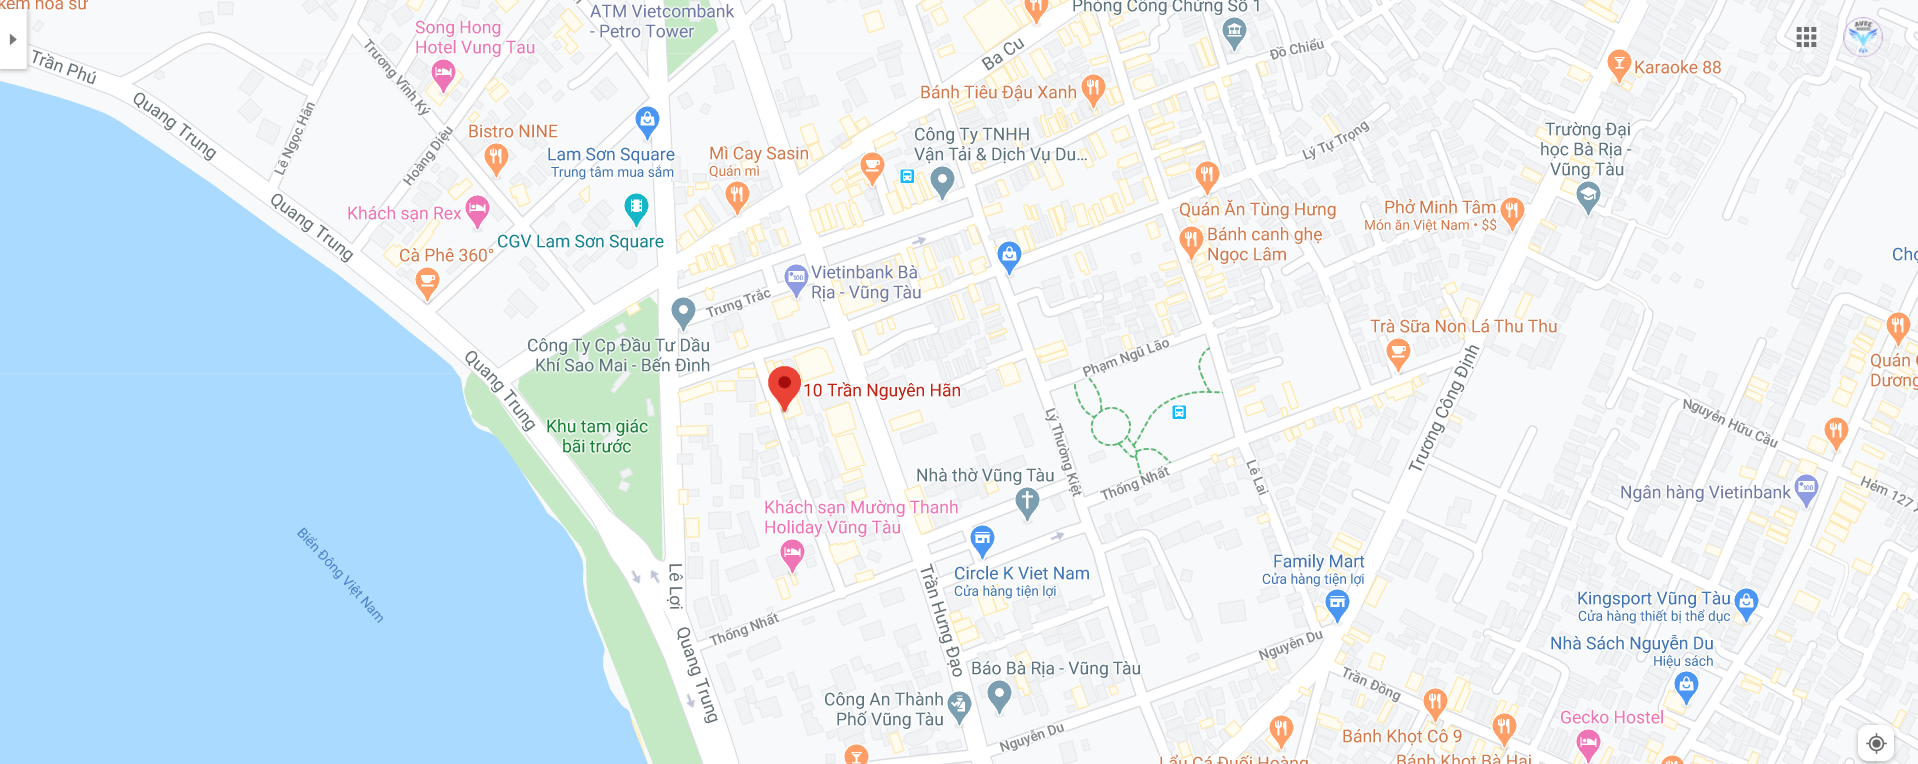 kem hoa sứ
ATM Vietcombank
- Petro Tower
Song Hong
Hotel Vung Tau
Phòng Công Chứng Số 1
Ba Cu
Đồ Chiểu
Trần Phú
Trương Vĩnh Ký
Karaoke 88
Quang Trung
Lê Ngọc Hân
Bánh Tiêu Đậu Xanh
Bistro NINE
Hoàng Diệu
Lam Sơn Square
Trung tâm mua sắm
Mì Cay Sasin
Quán mì
Công Ty TNHH
Vận Tải & Dịch Vụ Du...
Lý Tự Trọng
Trường Đại
học Bà Rịa -
Vũng Tàu
Quang Trung
Khách sạn Rex
CGV Lam Sơn Square
Quán Ăn Tùng Hưng
Phở Minh Tâm
Món ăn Việt Nam • $$
Bánh canh ghẹ
Ngọc Lâm
Cà Phê 360°
Chợ
Vietinbank Bà
Rịa - Vũng Tàu
Trưng Trắc
Công Ty Cp Đầu Tư Dầu
Khí Sao Mai - Bến Đình
Trà Sữa Non Lá Thu Thu
Phạm Ngũ Lão
Quang Trung
10 Trần Nguyên Hãn
Quán
Dương
Trương Công Định
Nguyễn Hữu Cầu
Khu tam giác
bãi trước
Lý Thường Kiệt
Nhà thờ Vũng Tàu
Thống Nhất
Lê Lai
Ngân hàng Vietinbank
Hẻm 127
Khách sạn Mường Thanh
Holiday Vũng Tàu
Biển Đông Việt Nam
Circle K Viet Nam
Cửa hàng tiện lợi
Family Mart
Cửa hàng tiện lợi
Lê Lợi
Trần Hưng Đạo
Kingsport Vũng Tàu
Cửa hàng thiết bị thể dục
Thống Nhất
Quang Trung
Nguyễn Du
Nhà Sách Nguyễn Du
Hiệu sách
Báo Bà Rịa - Vũng Tàu
Trần Đồng
Công An Thành
Phố Vũng Tàu
Gecko Hostel
Nguyễn Du
Bánh Khọt Cô 9
Lẩu Cá Đuối Hoàng
Bánh Khọt Bà Hai